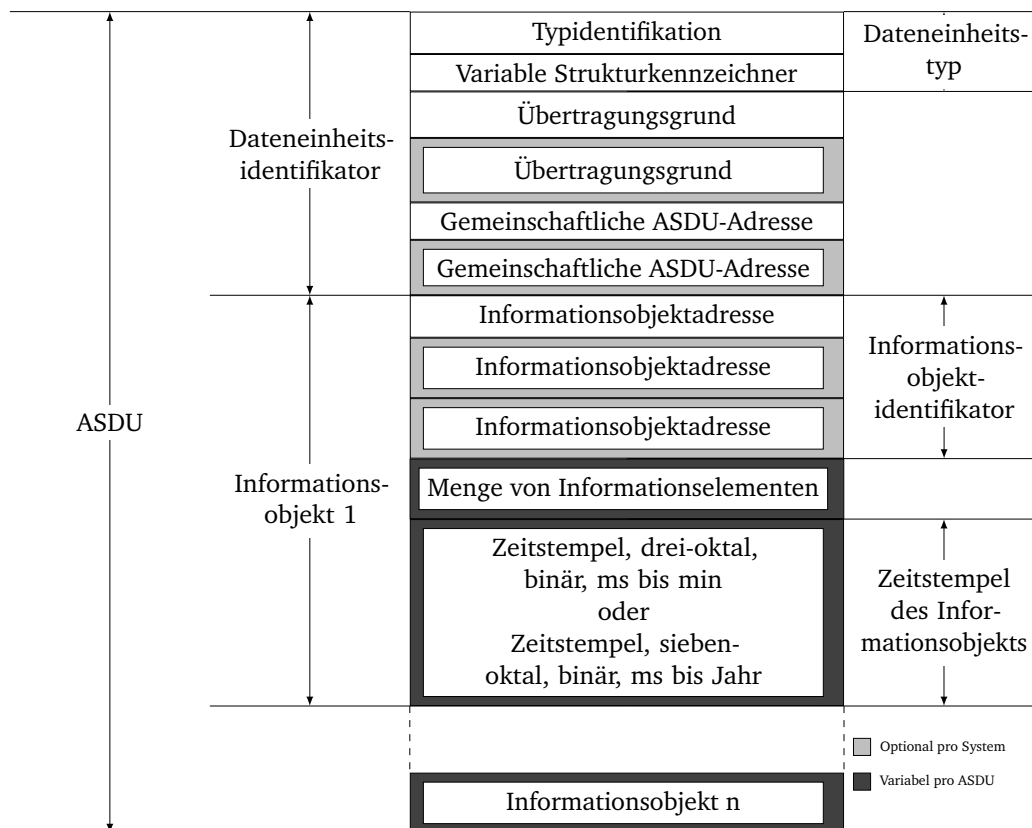 Typidentifikation
Variable Strukturkennzeichner
Dateneinheits-
typ
Übertragungsgrund
Übertragungsgrund
Dateneinheits-
identifikator
Gemeinschaftliche ASDU-Adresse
Gemeinschaftliche ASDU-Adresse
Informationsobjektadresse
Informationsobjektadresse
Informationsobjektadresse
Informations-
objekt-
identifikator
ASDU
Informations-
objekt 1
Menge von Informationselementen
Zeitstempel, drei-oktal,
binär, ms bis min
oder
Zeitstempel, sieben-
oktal, binär, ms bis Jahr
Zeitstempel
des Infor-
mationsobjekts
Optional pro System
Variabel pro ASDU
Informationsobjekt n